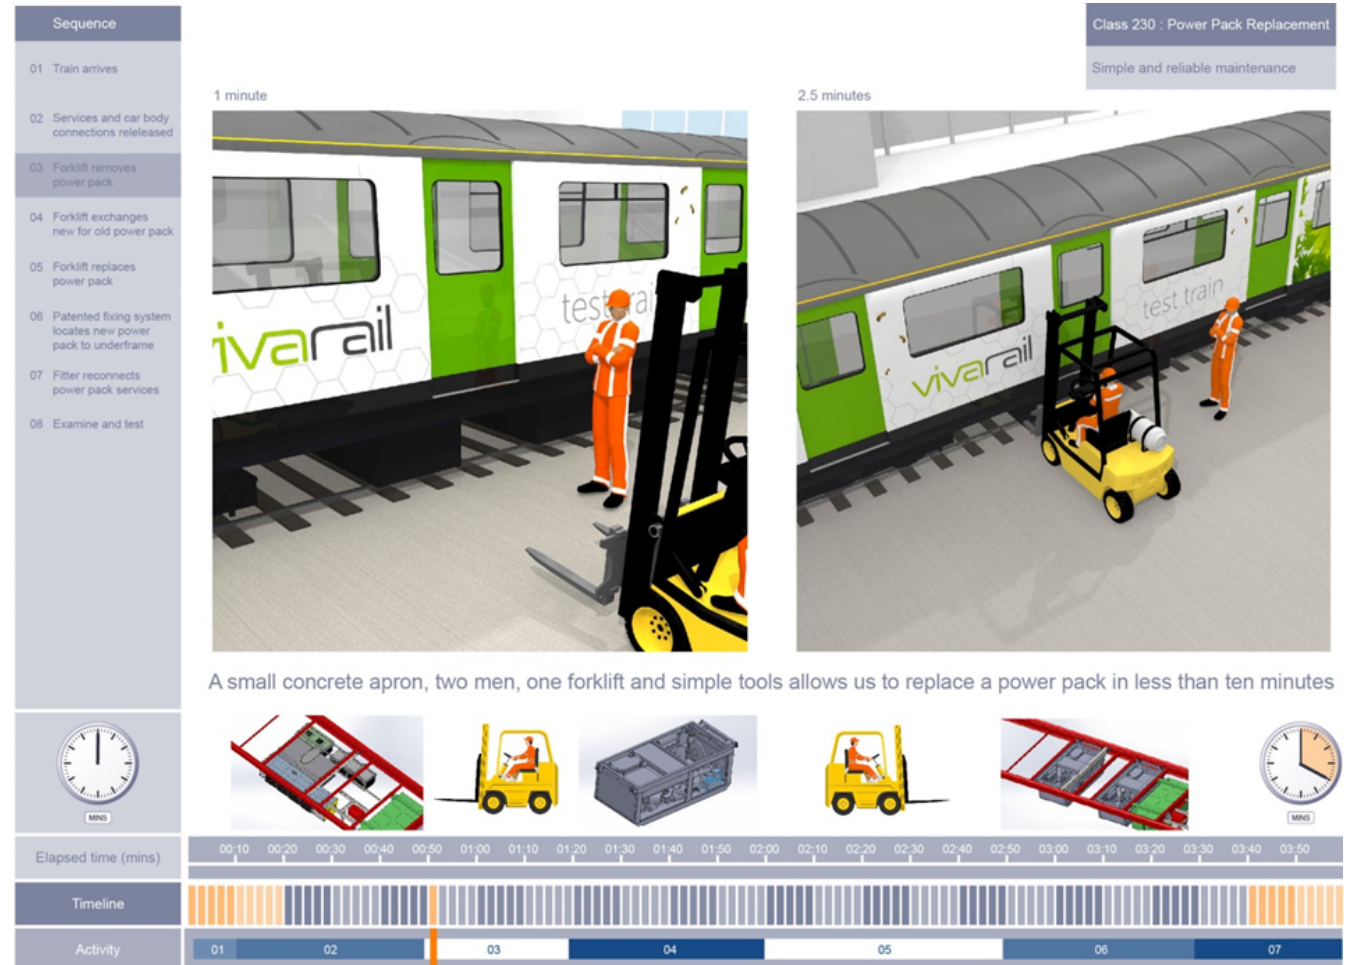 Sequence
Class 230 : Power Pack Replacement
Simple and reliable maintenance
01 Train arrives
02 Services and car body
connections releleased
03 Forklift removes
power pack
04 Forklift exchanges
new for old power pack
05 Forklift replaces
power pack
06 Patented fixing system
locates new power
pack to underframe
07 Fitter reconnects
power pack services
08 Examine and test
1 minute
2.5 minutes
vivarail
test trai
vivarail
test train
A small concrete apron, two men, one forklift and simple tools allows us to replace a power pack in less than ten minutes
MINS
MINS
Elapsed time (mins)
00:10 00:20 00:30 00:40 00:50 01:00 01:10 01:20 01:30 01:40 01:50 02:00 02:10 02:20 02:30 02:40 02:50 03:00 03:10 03:20 03:30 03:40 03:50
Timeline
Activity
01 02 03 04 05 06 07